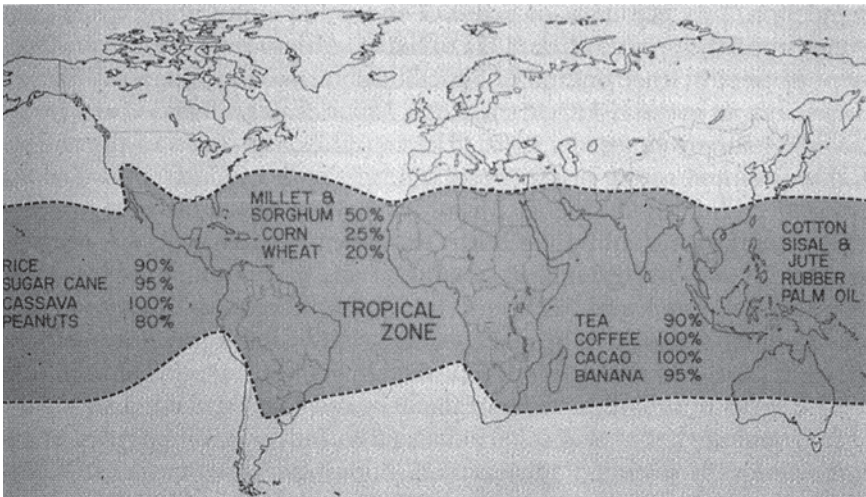 MILLET &
SORGHUM 50%
CORN 25%
WHEAT 20%
RICE 90%
SUGAR CANE 95%
CASSAVA 100%
PEANUTS 80%
TROPICAL
ZONE
TEA 90%
COFFEE 100%
CACAO 100%
BANANA 95%
COTTON
SISAL &
JUTE
RUBBER
PALM OIL